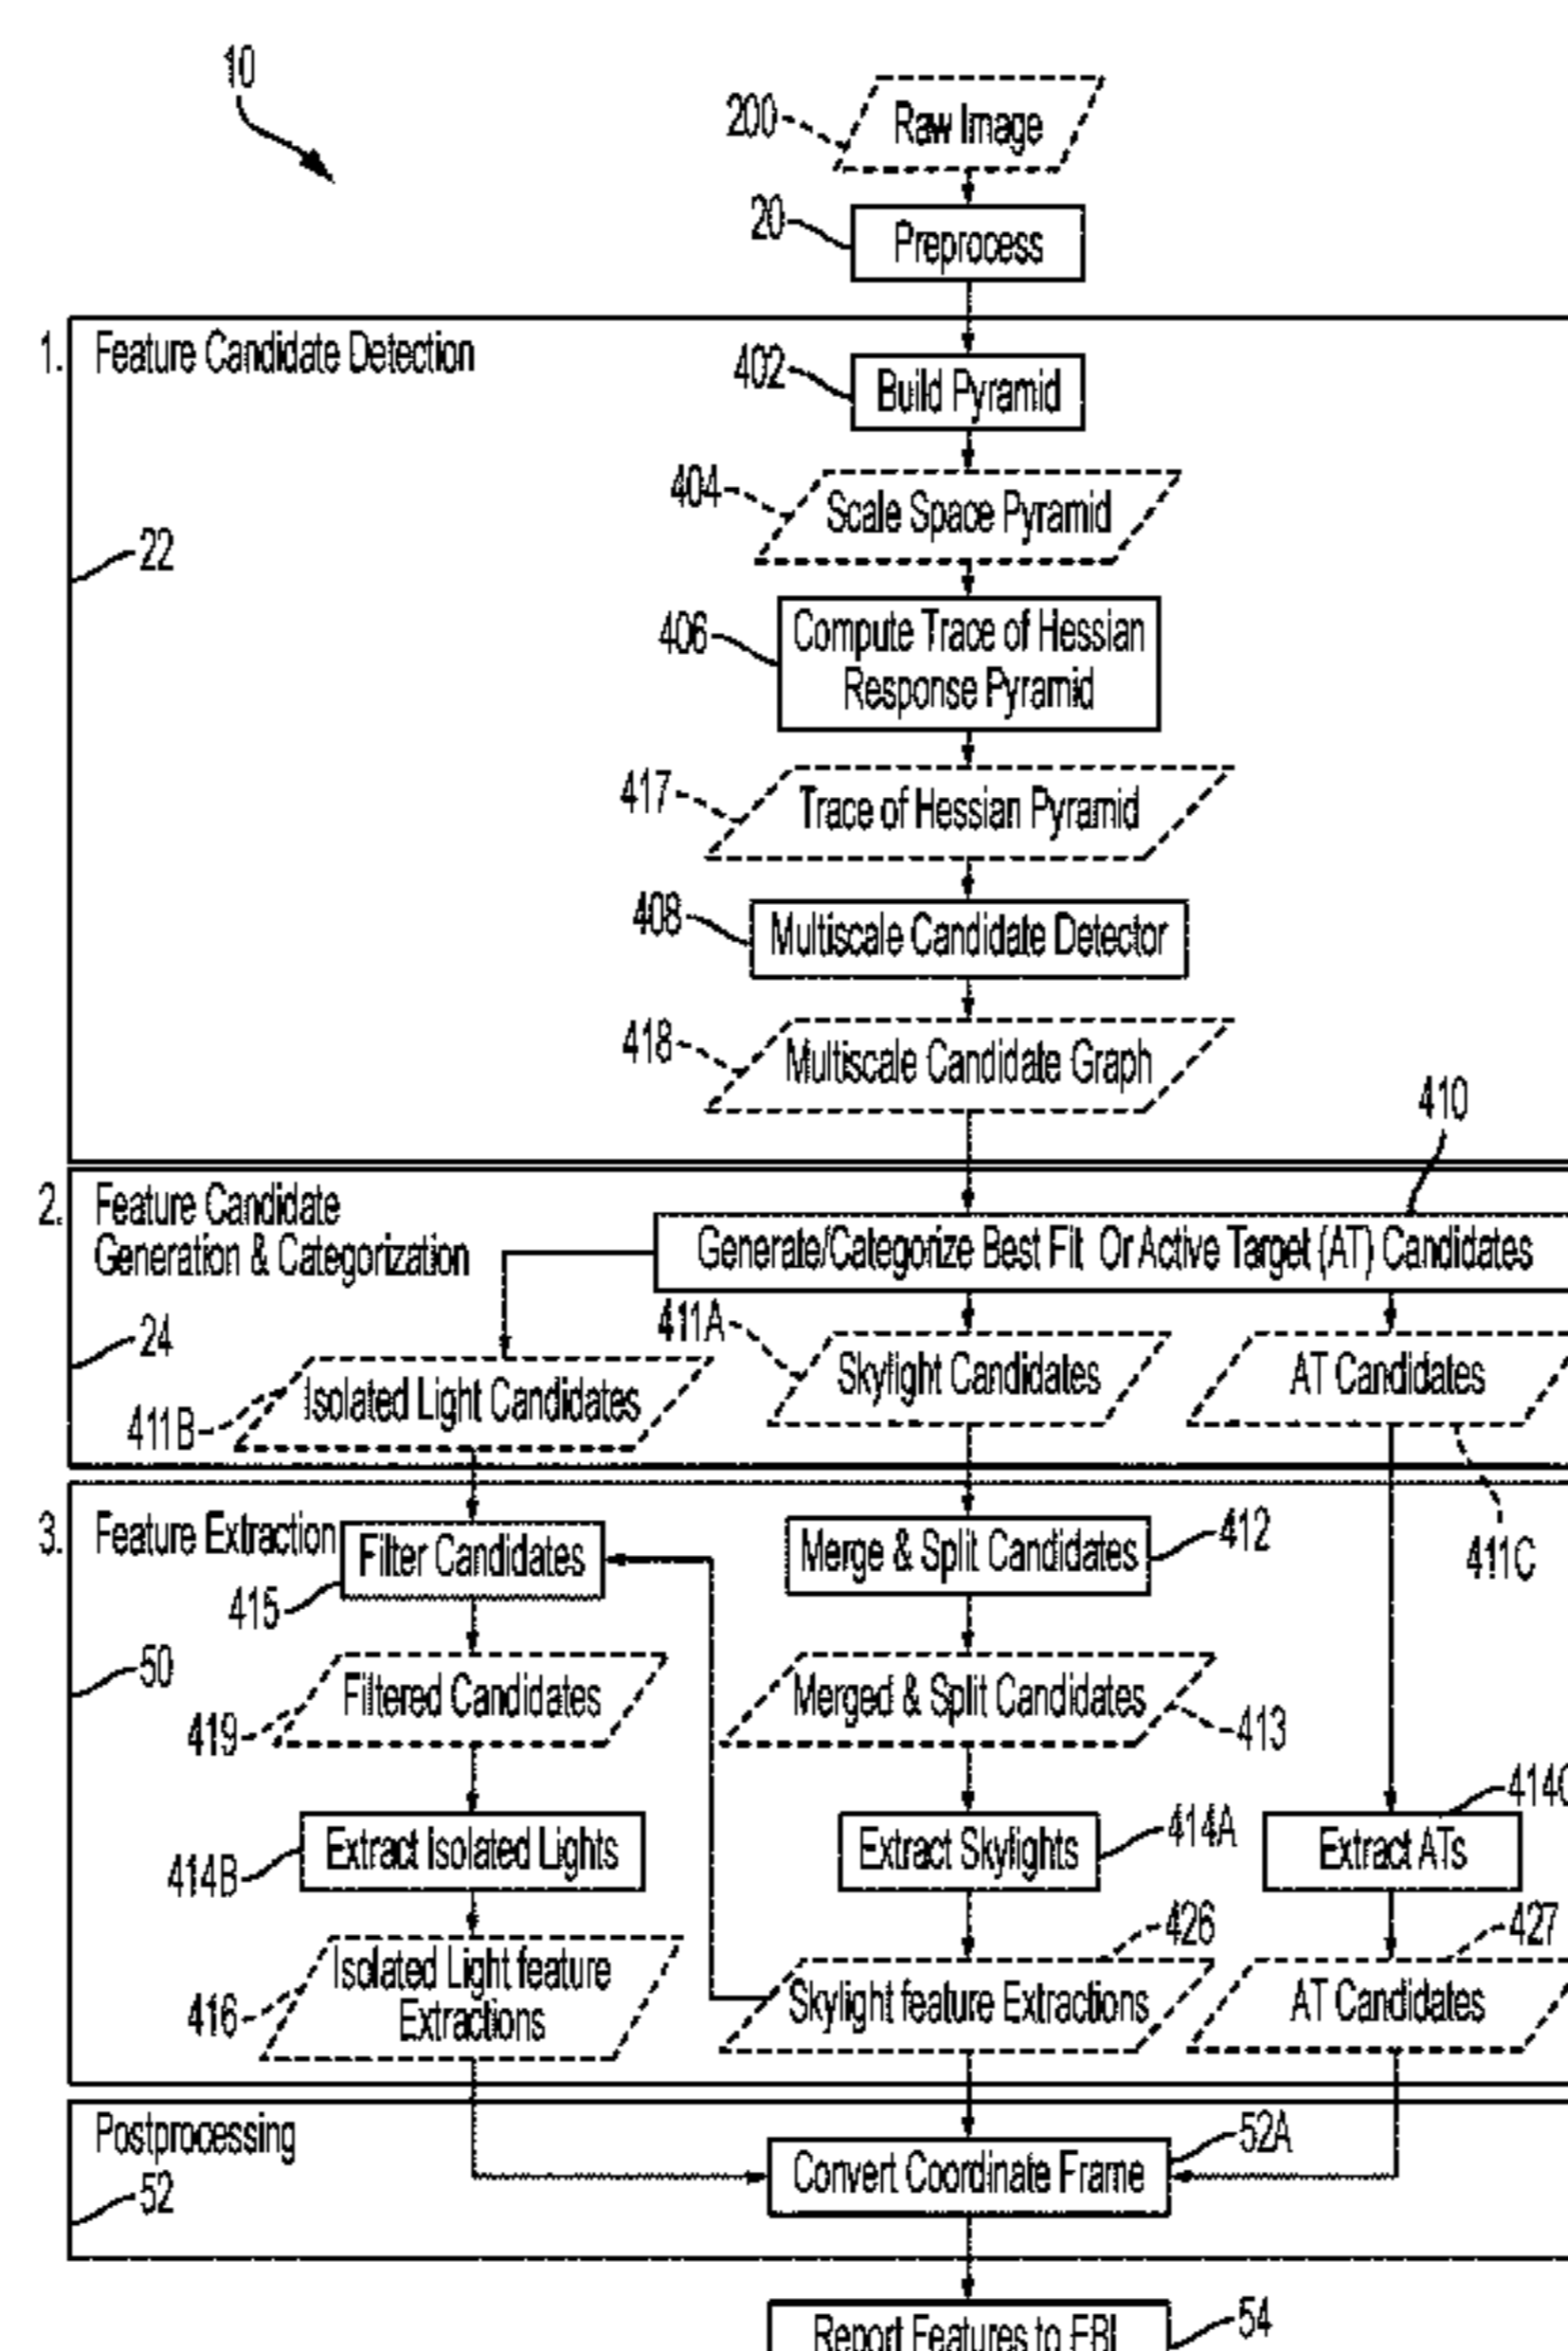 10
200
Raw Image
20
Preprocess
1. Feature Candidate Detection
402
Build Pyramid
404
Scale Space Pyramid
22
406
Compute Trace of Hessian
Response Pyramid
417
Trace of Hessian Pyramid
408
Multiscale Candidate Detector
418
Multiscale Candidate Graph
410
2. Feature Candidate
Generation & Categorization
Generate/Categorize Best Fit Or Active Target (AT) Candidates
24
411A
Skylight Candidates
AT Candidates
411B
Isolated Light Candidates
411C
3. Feature Extraction
Filter Candidates
415
Merge & Split Candidates
412
50
Filtered Candidates
419
Merged & Split Candidates
413
Extract Isolated Lights
414B
Extract Skylights
414A
Extract ATs
414C
Isolated Light feature
Extractions
416
Skylight feature Extractions
426
AT Candidates
427
Postprocessing
52
Convert Coordinate Frame
52A
Report Features to
54